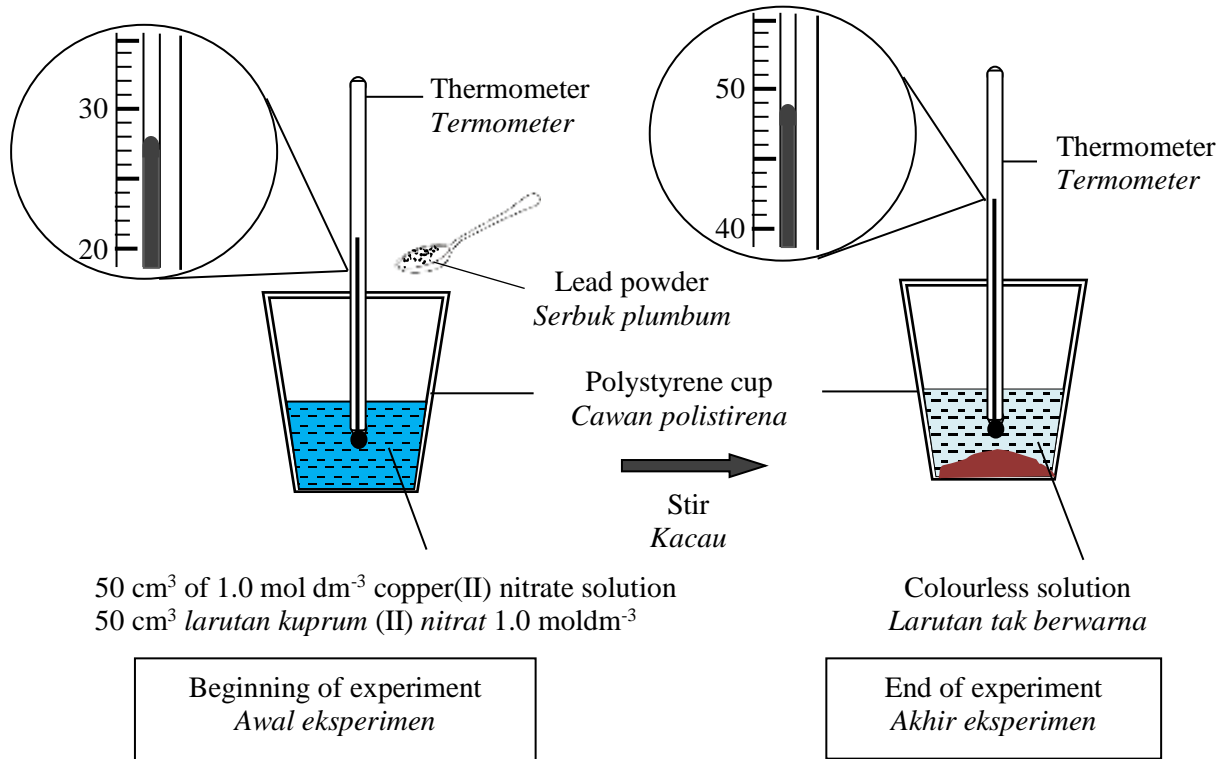 30
20
Thermometer
Termometer
50
40
Thermometer
Termometer
Lead powder
Serbuk plumbum
Polystyrene cup
Cawan polistirena
Stir
Kacau
50 cm³ of 1.0 mol dm⁻³ copper(II) nitrate solution
50 cm³ larutan kuprum (II) nitrat 1.0 moldm⁻³
Colourless solution
Larutan tak berwarna
Beginning of experiment
Awal eksperimen
End of experiment
Akhir eksperimen